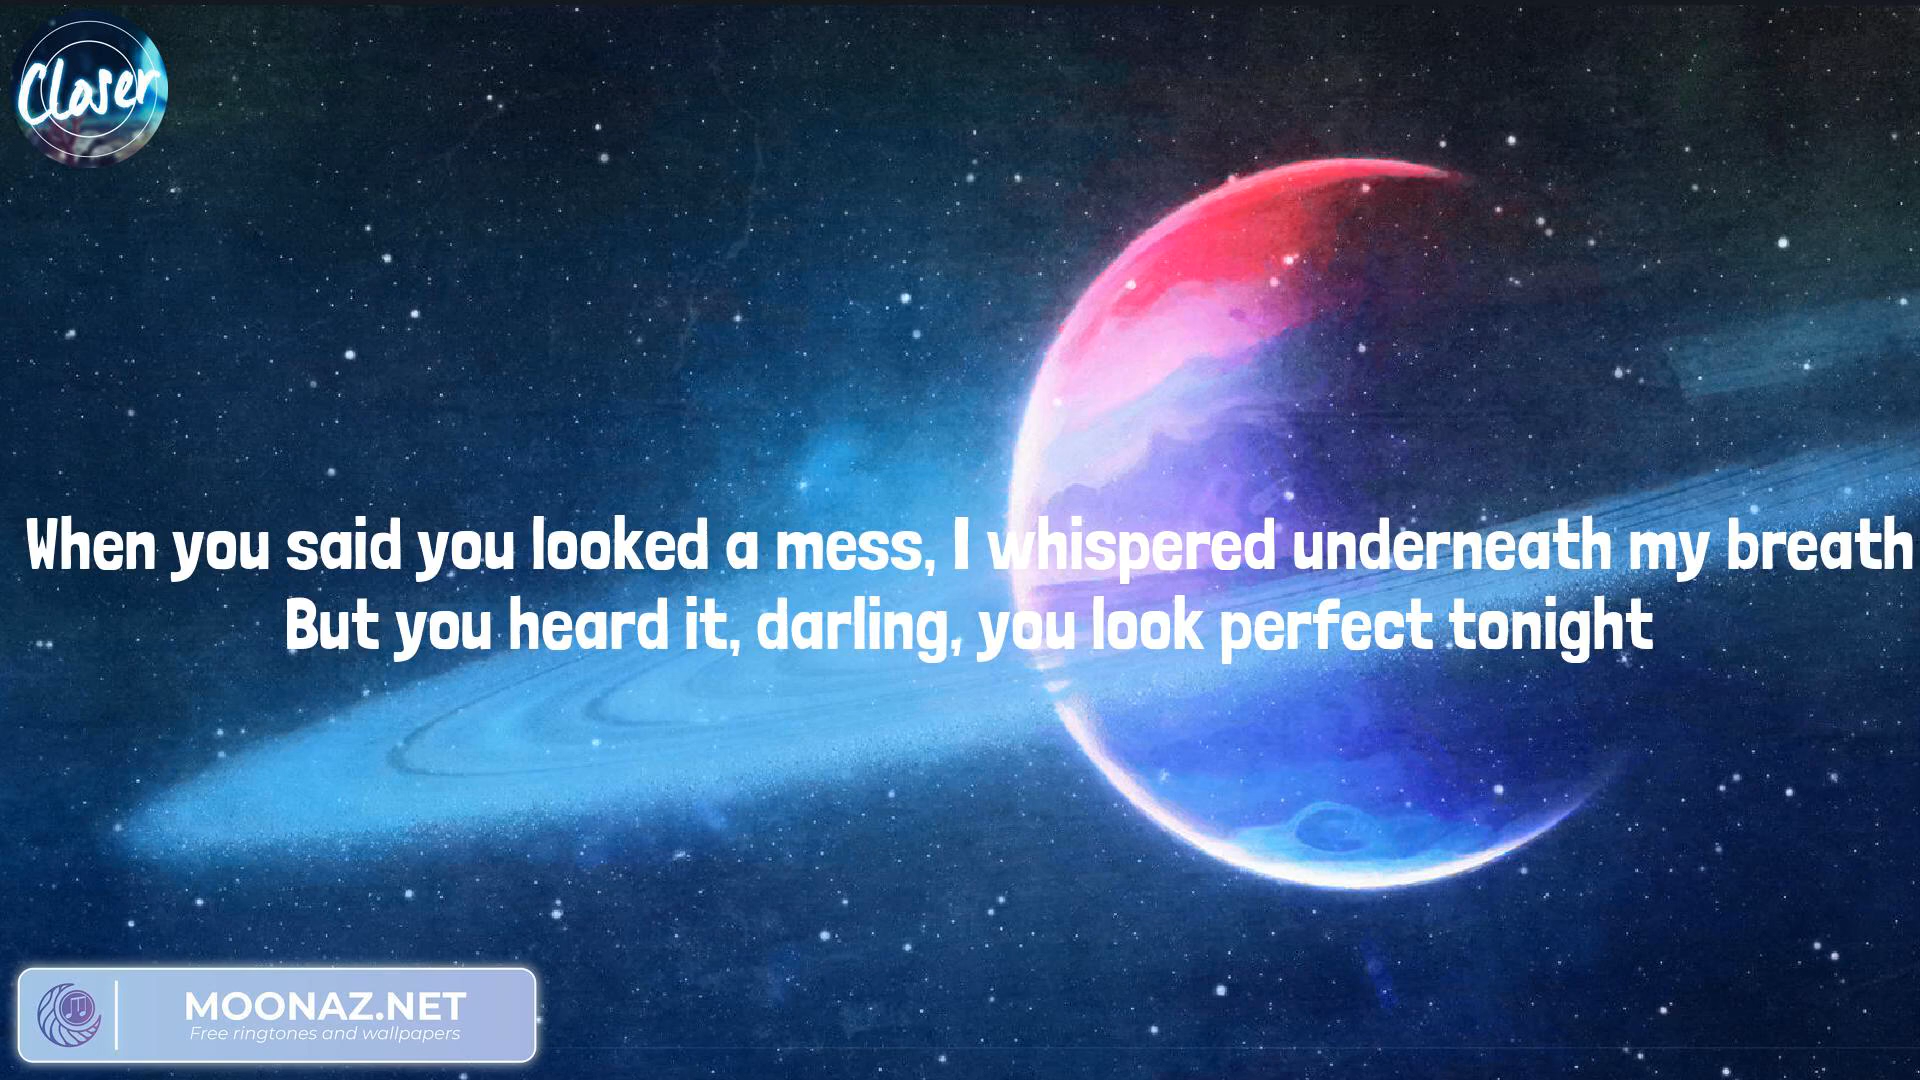 Closer
When you said you looked a mess, I whispered underneath my breath
But you heard it, darling, you look perfect tonight
MOONAZ.NET
Free ringtones and wallpapers